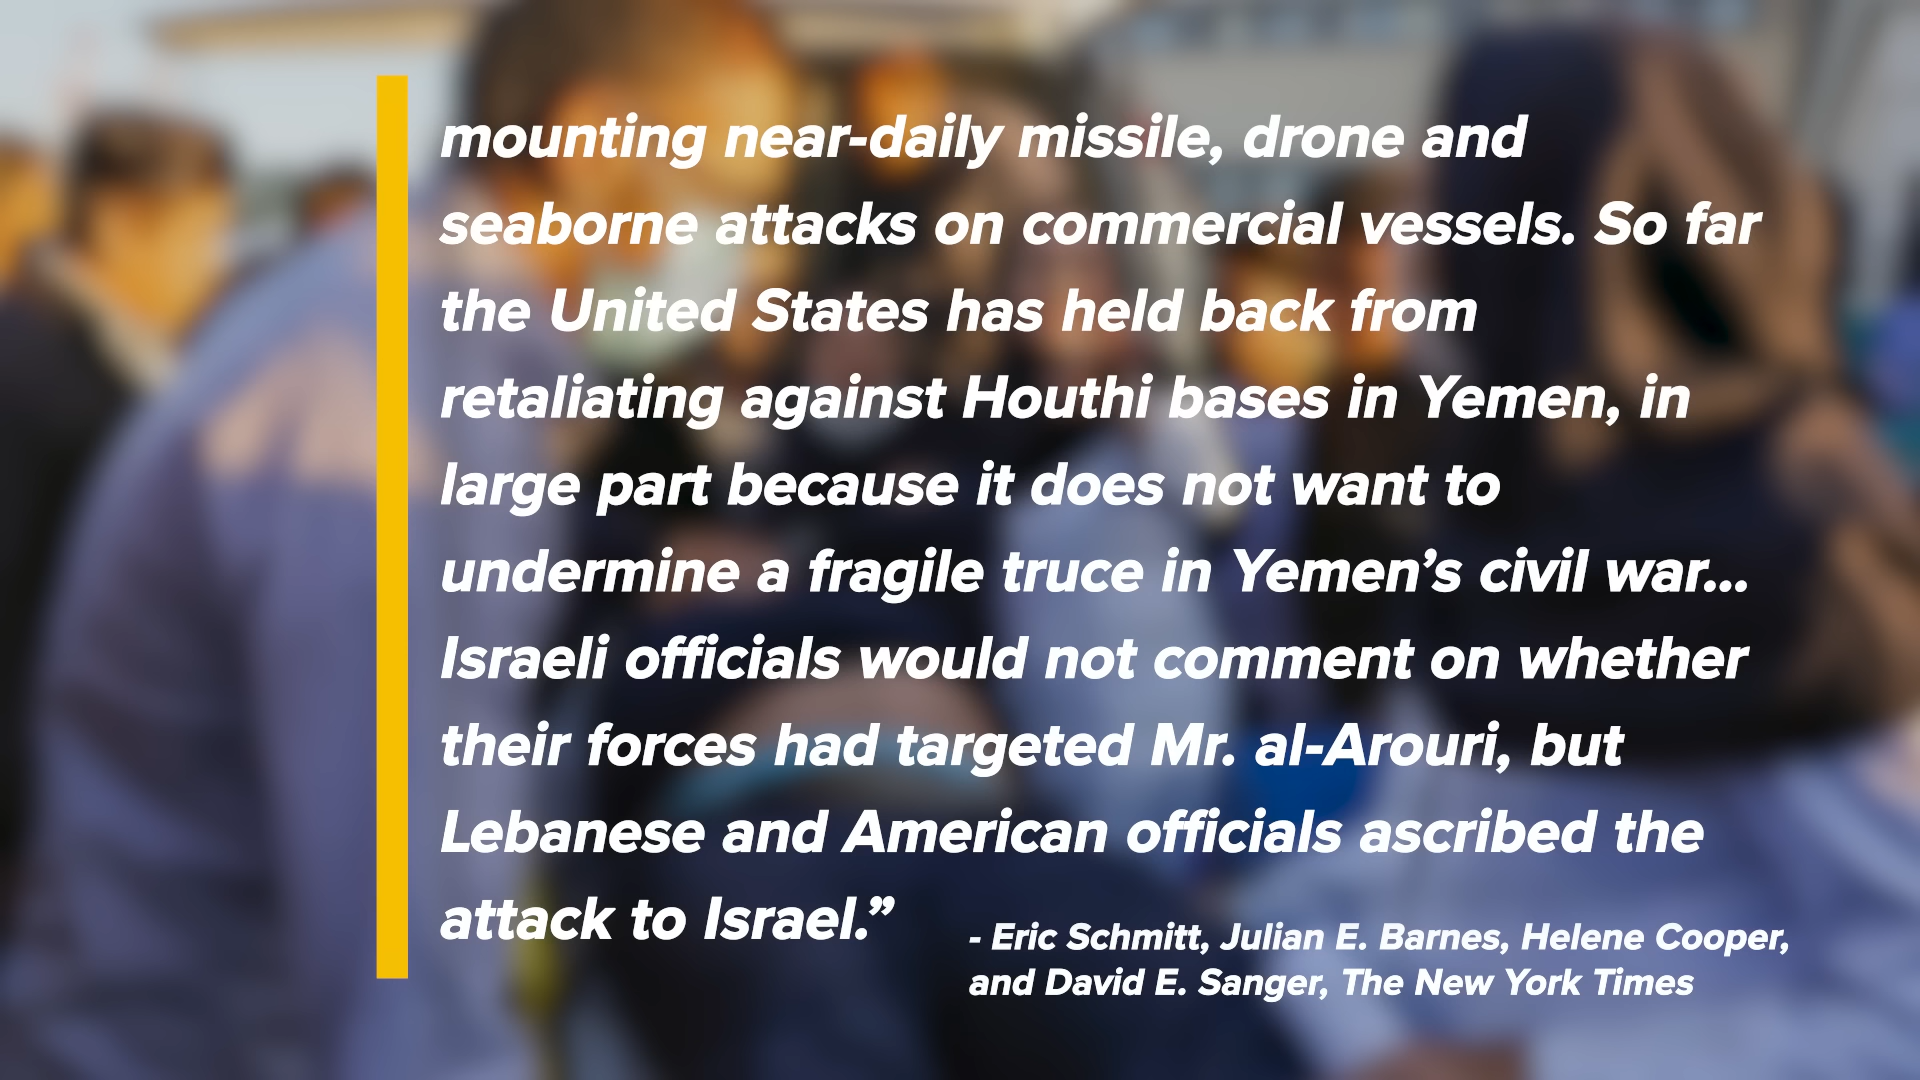 mounting near-daily missile, drone and
seaborne attacks on commercial vessels. So far
the United States has held back from
retaliating against Houthi bases in Yemen, in
large part because it does not want to
undermine a fragile truce in Yemen’s civil war...
Israeli officials would not comment on whether
their forces had targeted Mr. al-Arouri, but
Lebanese and American officials ascribed the
attack to Israel.”
- Eric Schmitt, Julian E. Barnes, Helene Cooper,
and David E. Sanger, The New York Times